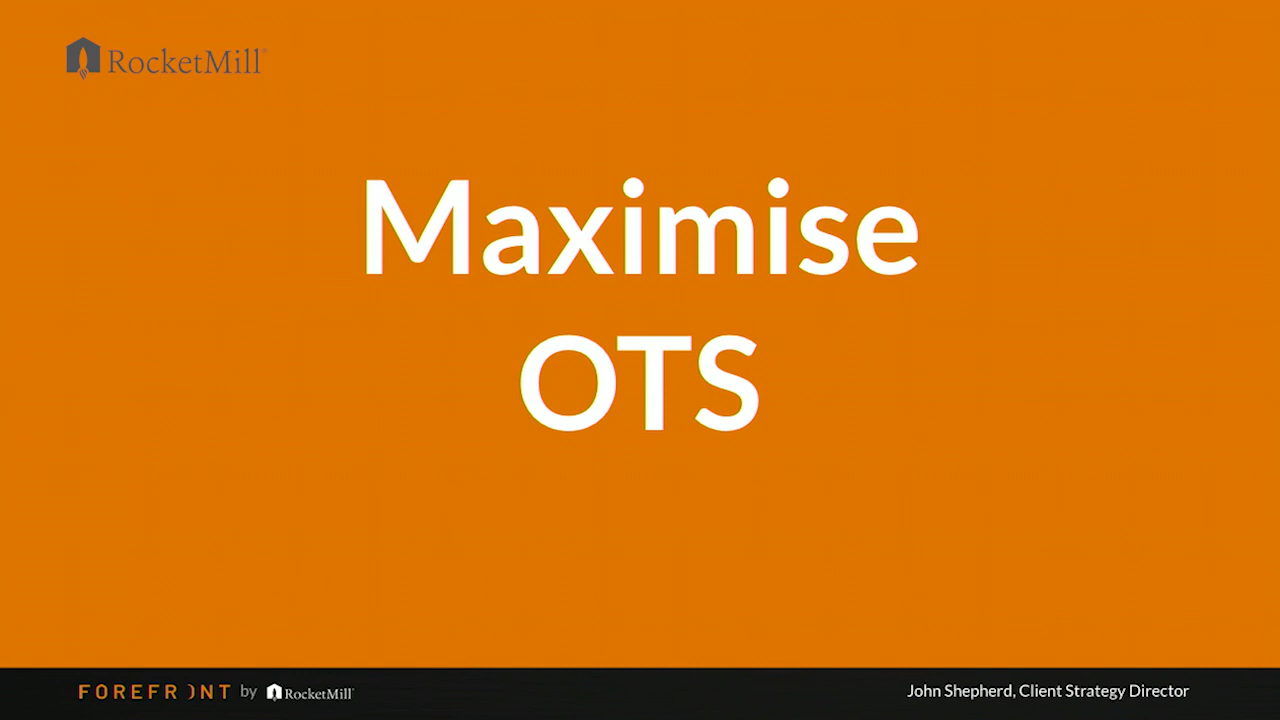 RocketMill
Maximise
OTS
FOREFRONT by RocketMill
John Shepherd, Client Strategy Director